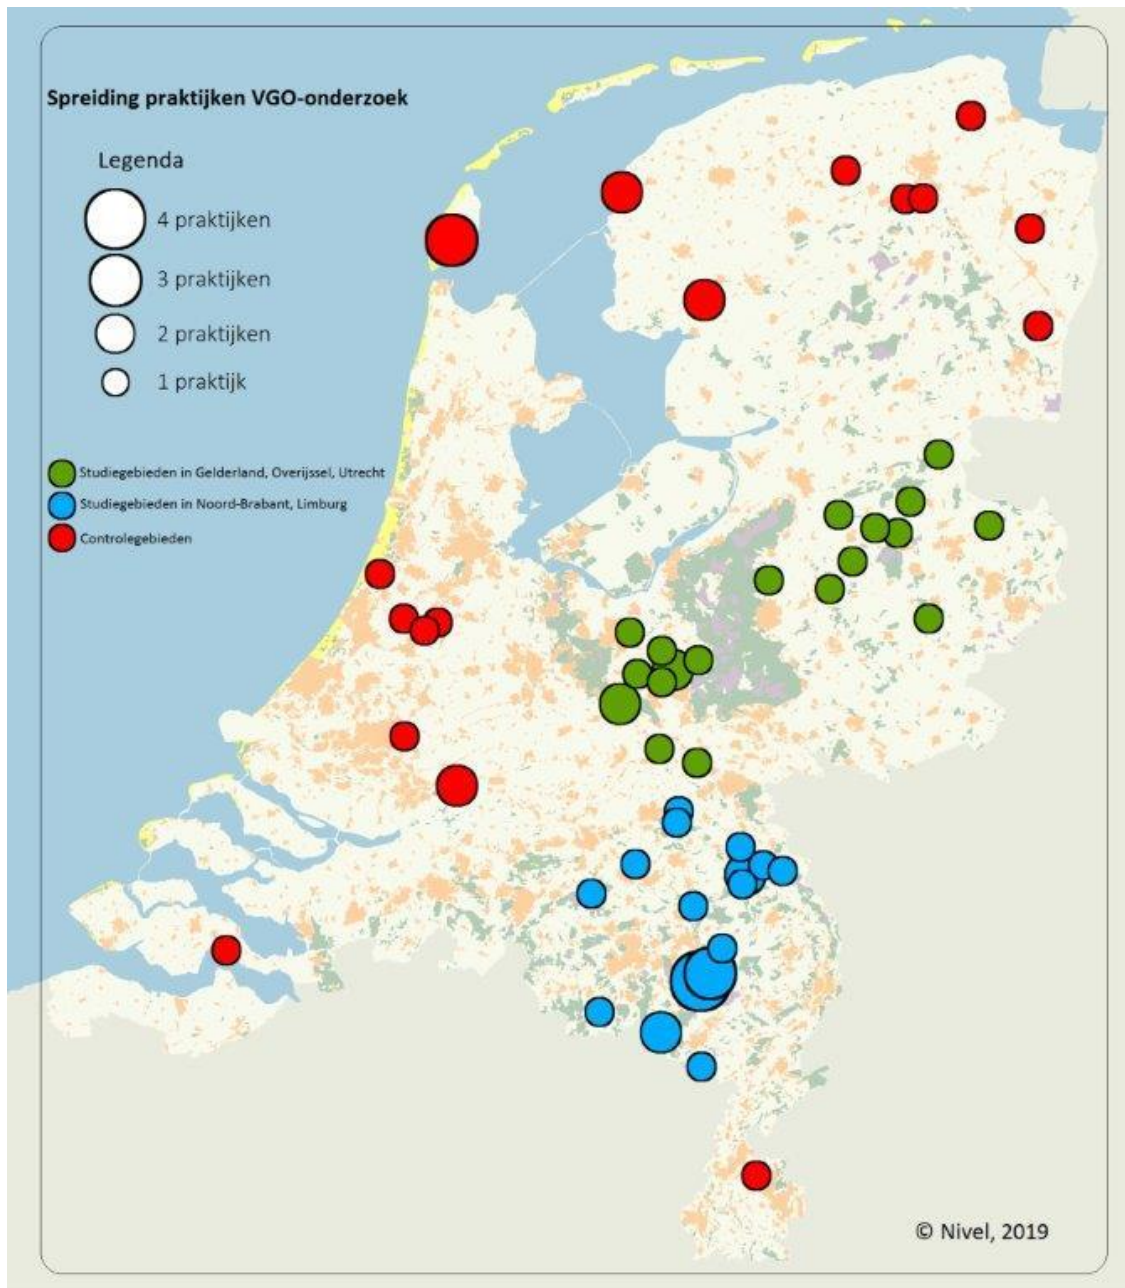 Spreiding praktijken VGO-onderzoek
Legenda
4 praktijken
3 praktijken
2 praktijken
1 praktijk
Studiegebieden in Gelderland, Overijssel, Utrecht
Studiegebieden in Noord-Brabant, Limburg
Controlegebieden
© Nivel, 2019